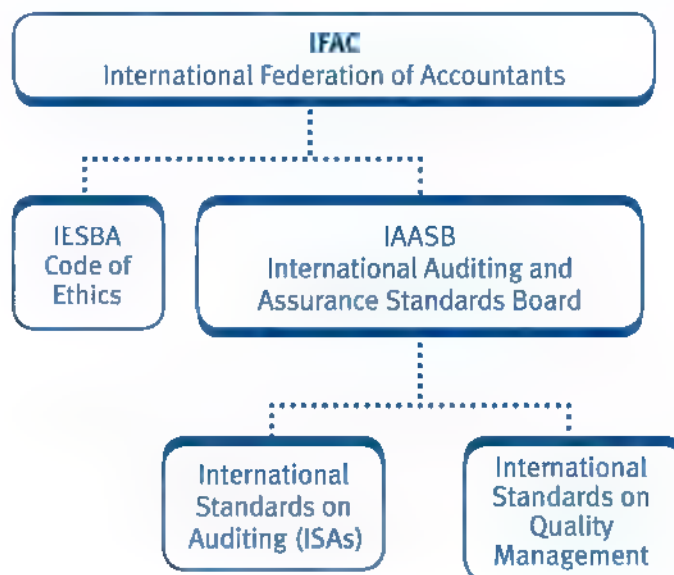 IFAC
International Federation of Accountants
IESBA
Code of
Ethics
IAASB
International Auditing and
Assurance Standards Board
International
Standards on
Auditing (ISAs)
International
Standards on
Quality
Management